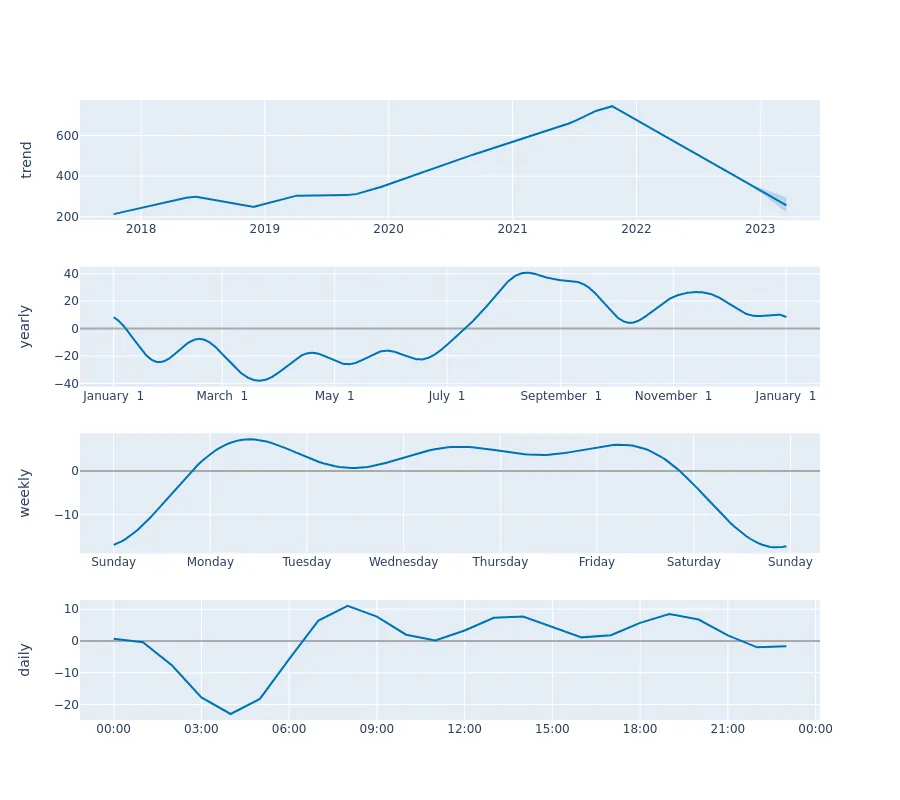 trend
600
400
200
2018 2019 2020 2021 2022 2023
yearly
40
20
0
−20
−40
January 1 March 1 May 1 July 1 September 1 November 1 January 1
weekly
0
−10
Sunday Monday Tuesday Wednesday Thursday Friday Saturday Sunday
daily
10
0
−10
−20
00:00 03:00 06:00 09:00 12:00 15:00 18:00 21:00 00:00